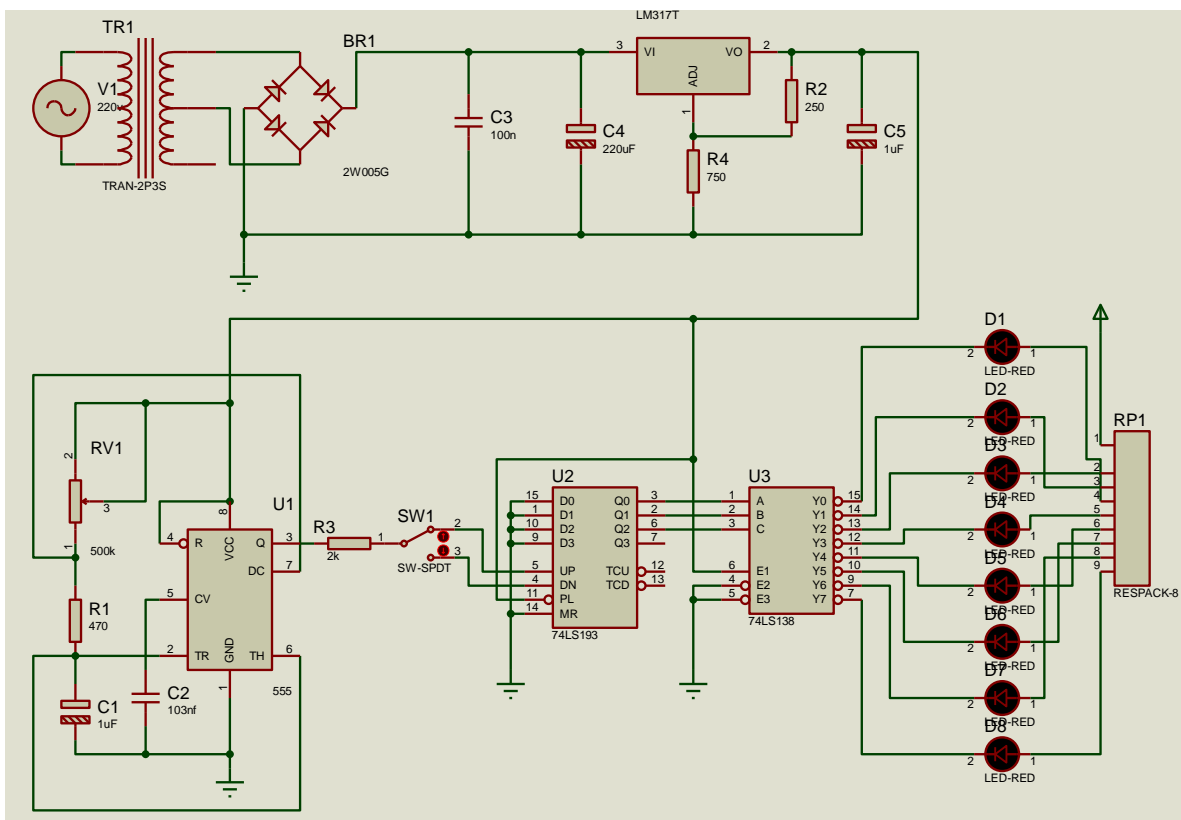 TR1
V1
220v
TRAN-2P3S
BR1
2W005G
C3
100n
C4
220uF
LM317T
3 VI VO 2
ADJ
1
R2
250
R4
750
C5
1uF
RV1
2
3
1
500k
R1
470
C1
1uF
C2
103nf
U1
8
VCC
4 R Q 3
DC 7
5 CV
2 TR TH 6
GND
1
555
R3
2k
SW1
1 2
3
SW-SPDT
U2
15 D0 Q0 3
1 D1 Q1 2
10 D2 Q2 6
9 D3 Q3 7
5 UP TCU 12
4 DN TCD 13
11 PL
14 MR
74LS193
U3
1 A Y0 15
2 B Y1 14
3 C Y2 13
Y3 12
Y4 11
6 E1 Y5 10
4 E2 Y6 9
5 E3 Y7 7
74LS138
D1
2 1
LED-RED
D2
2 1
LED-RED
D3
2 1
LED-RED
D4
2 1
LED-RED
D5
2 1
LED-RED
D6
2 1
LED-RED
D7
2 1
LED-RED
D8
2 1
LED-RED
RP1
1
2
3
4
5
6
7
8
9
RESPACK-8